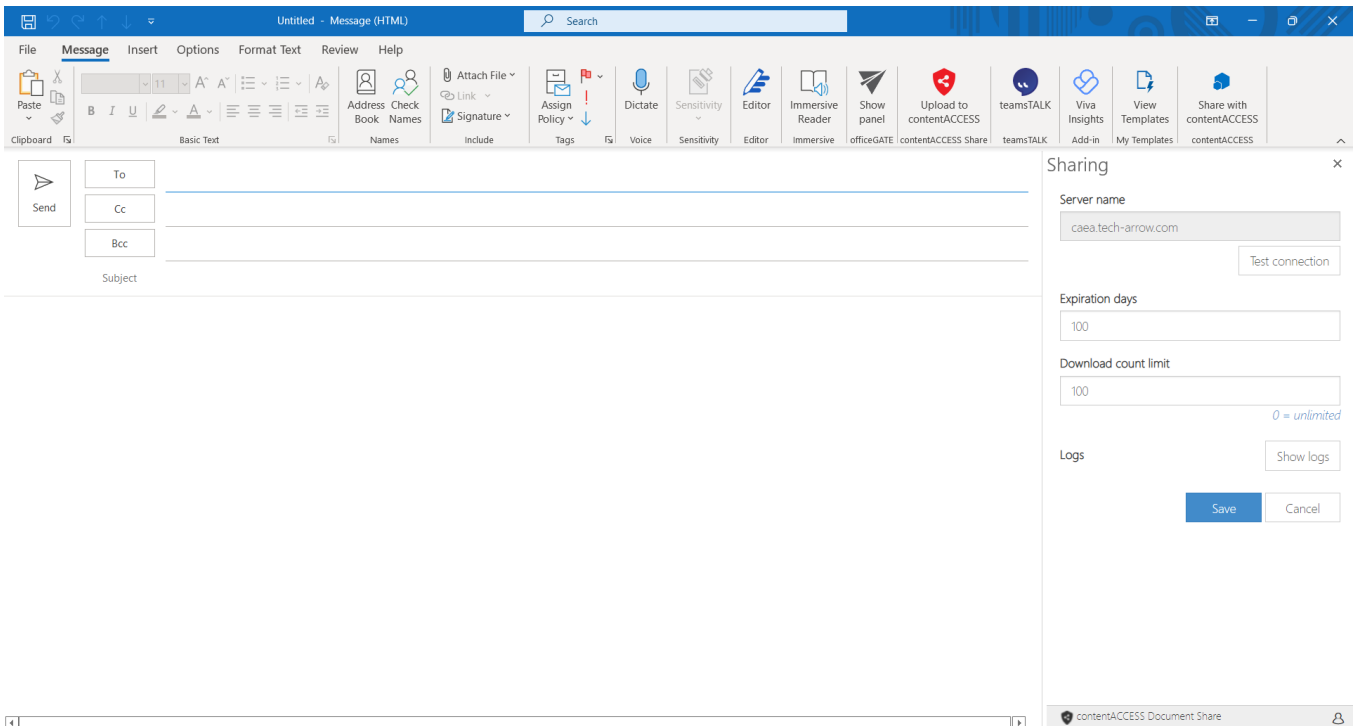 Untitled - Message (HTML)
Search
File Message Insert Options Format Text Review Help
Paste
11
B I U
Address Book
Check Names
Attach File
Link
Signature
Assign Policy
Dictate
Sensitivity
Editor
Immersive Reader
Show panel
Upload to contentACCESS
teamsTALK
Viva Insights
View Templates
Share with contentACCESS
Clipboard Basic Text Names Include Tags Voice Sensitivity Editor Immersive officeGATE contentACCESS Share teamsTALK Add-in My Templates contentACCESS
Send
To
Cc
Bcc
Subject
Sharing
Server name
caea.tech-arrow.com
Test connection
Expiration days
100
Download count limit
100
0 = unlimited
Logs
Show logs
Save Cancel
contentACCESS Document Share